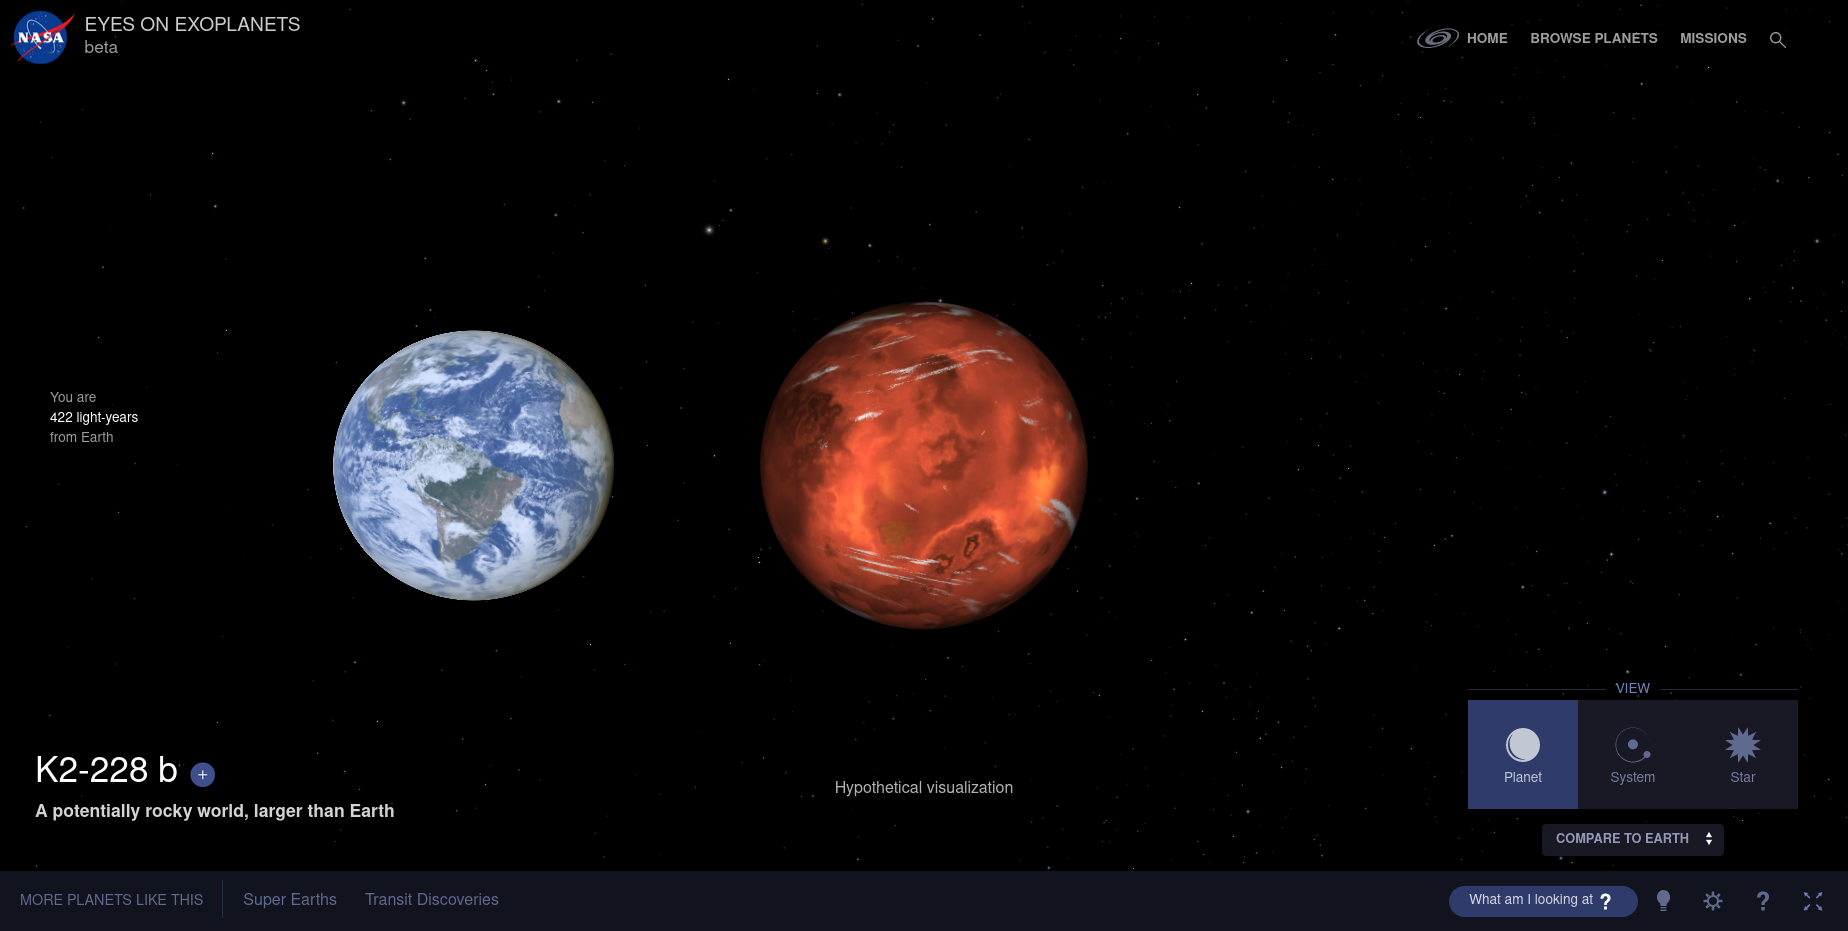 NASA
EYES ON EXOPLANETS
beta
HOME
BROWSE PLANETS
MISSIONS
You are
422 light-years
from Earth
VIEW
Planet
System
Star
K2-228 b +
A potentially rocky world, larger than Earth
Hypothetical visualization
COMPARE TO EARTH
MORE PLANETS LIKE THIS
Super Earths
Transit Discoveries
What am I looking at ?
?